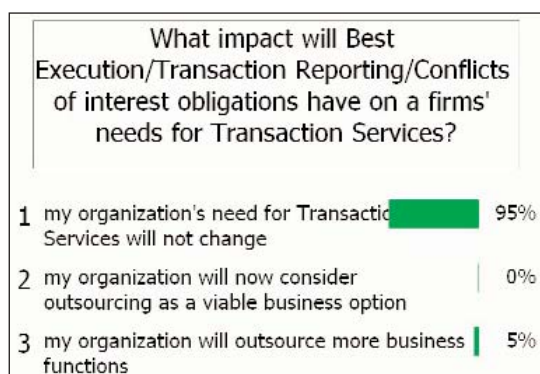 What impact will Best
Execution/Transaction Reporting/Conflicts
of interest obligations have on a firms'
needs for Transaction Services?
1 my organization's need for Transactio 95%
Services will not change
2 my organization will now consider 0%
outsourcing as a viable business option
3 my organization will outsource more business 5%
functions